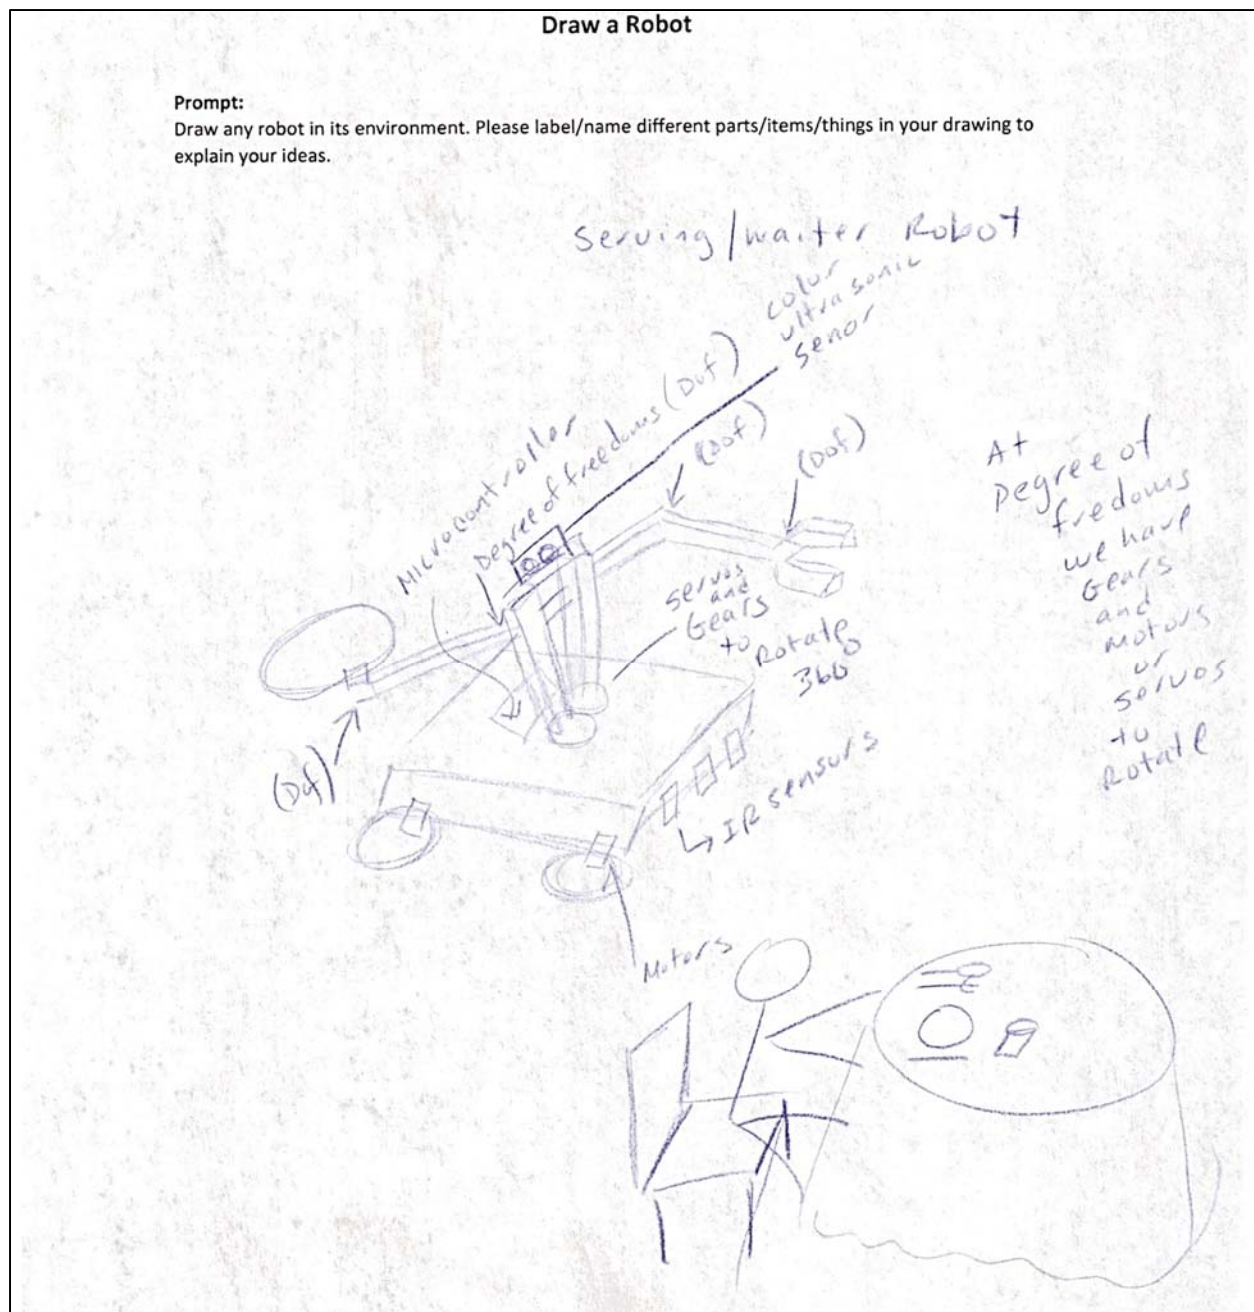 Draw a Robot
Prompt:
Draw any robot in its environment. Please label/name different parts/items/things in your drawing to
explain your ideas.
Serving/waiter Robot
color
ultra sonic
senor
Microcontroller
Degree of freedoms (Dof)
(Dof)
(Dof)
At
Degree of
fredoms
we have
Gears
and
Motors
or
servos
to
Rotate
servos
and
Gears
to
Rotate
360
(Dof)
IR sensors
Motors